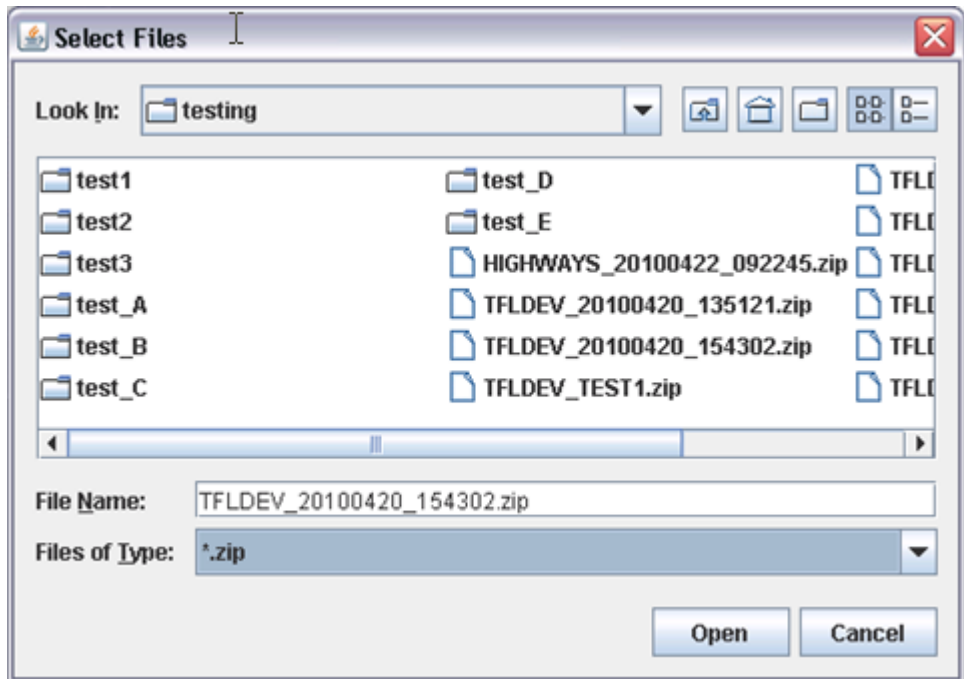 Select Files
Look In: testing
test1
test2
test3
test_A
test_B
test_C
test_D
test_E
HIGHWAYS_20100422_092245.zip
TFLDEV_20100420_135121.zip
TFLDEV_20100420_154302.zip
TFLDEV_TEST1.zip
File Name: TFLDEV_20100420_154302.zip
Files of Type: *.zip
Open Cancel